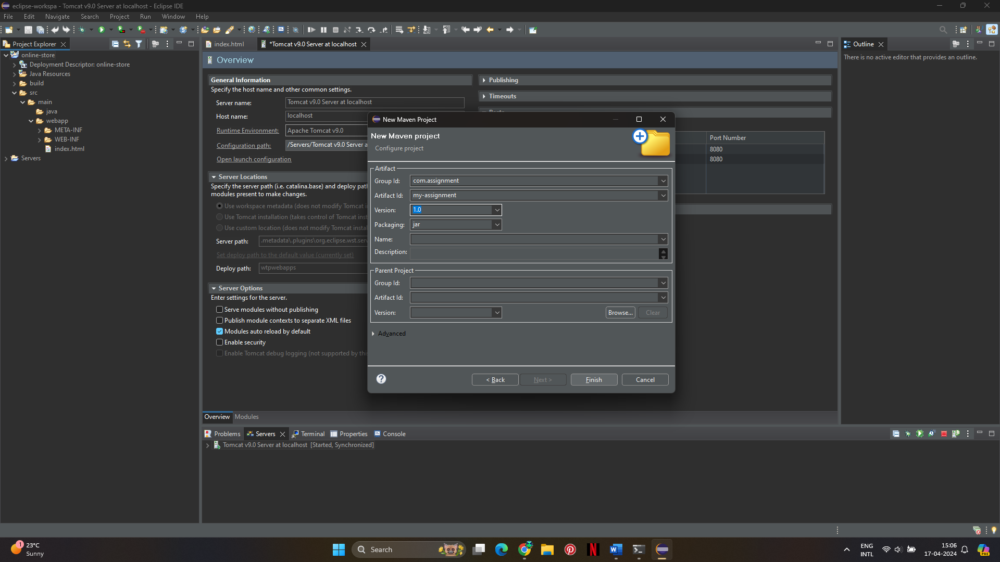 eclipse-workspa - Tomcat v9.0 Server at localhost - Eclipse IDE
File Edit Navigate Search Project Run Window Help
Project Explorer
online-store
Deployment Descriptor: online-store
Java Resources
build
src
main
java
webapp
META-INF
WEB-INF
index.html
Servers
index.html
*Tomcat v9.0 Server at localhost
Overview
General Information
Specify the host name and other common settings.
Server name: Tomcat v9.0 Server at localhost
Host name: localhost
Runtime Environment: Apache Tomcat v9.0
Configuration path: /Servers/Tomcat v9.0 Server a
Open launch configuration
Server Locations
Specify the server path (i.e. catalina.base) and deploy pat
modules present to make changes.
Use workspace metadata (does not modify Tomcat i
Use Tomcat installation (takes control of Tomcat inst
Use custom location (does not modify Tomcat instal
Server path: .metadata\.plugins\org.eclipse.wst.serv
Set deploy path to the default value (currently set)
Deploy path: wtpwebapps
Server Options
Enter settings for the server.
Serve modules without publishing
Publish module contexts to separate XML files
Modules auto reload by default
Enable security
Enable Tomcat debug logging (not supported by this
Publishing
Timeouts
Port Number
8080
8080
New Maven Project
New Maven project
Configure project
Artifact
Group Id: com.assignment
Artifact Id: my-assignment
Version: 1.0
Packaging: jar
Name:
Description:
Parent Project
Group Id:
Artifact Id:
Version:
Browse... Clear
Advanced
< Back Next > Finish Cancel
Overview Modules
Outline
There is no active editor that provides an outline.
Problems Servers Terminal Properties Console
Tomcat v9.0 Server at localhost [Started, Synchronized]
1
23°C
Sunny
Search
ENG
INTL
15:06
17-04-2024
PRE